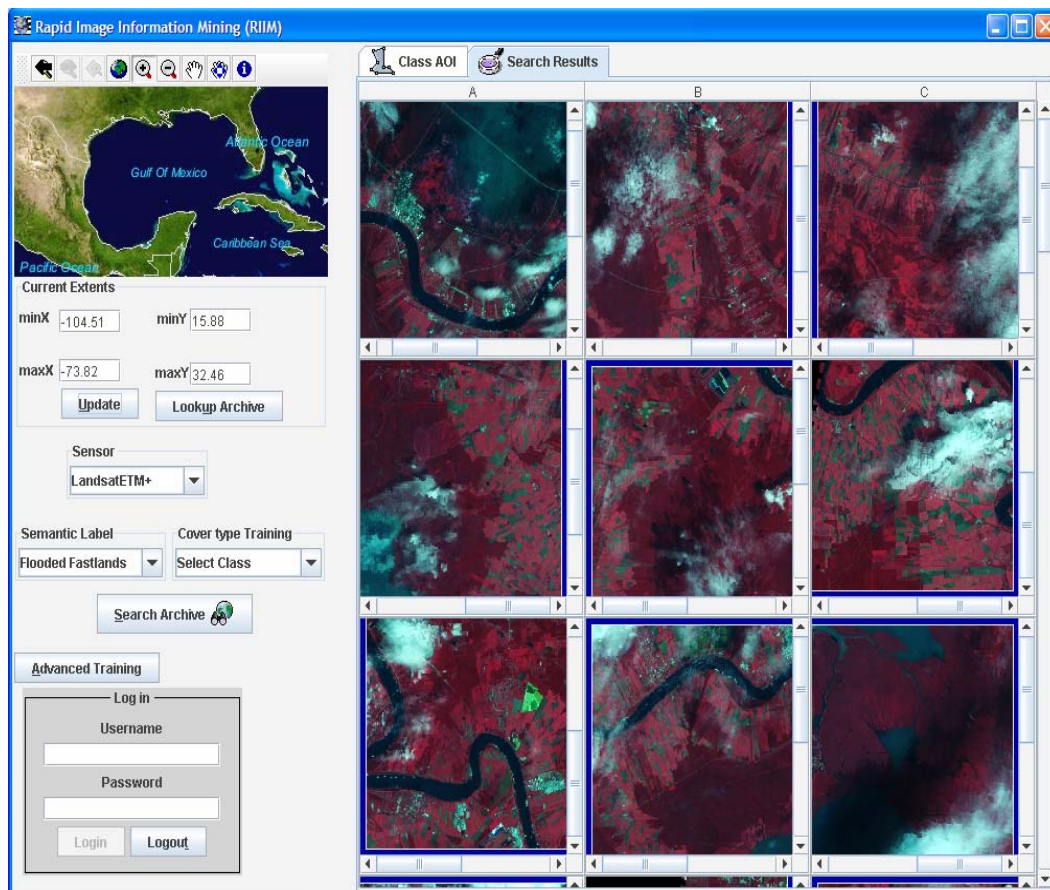 Rapid Image Information Mining (RIIM)
Class AOI
Search Results
A
B
C
Atlantic Ocean
Gulf Of Mexico
Caribbean Sea
Pacific Ocean
Current Extents
minX -104.51 minY 15.88
maxX -73.82 maxY 32.46
Update
Lookup Archive
Sensor
LandsatETM+
Semantic Label
Cover type Training
Flooded Fastlands
Select Class
Search Archive
Advanced Training
Log in
Username
Password
Login
Logout